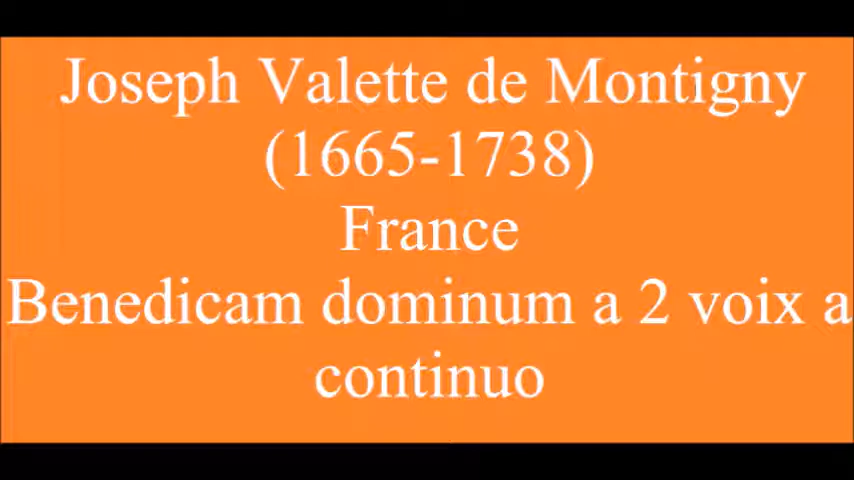 Joseph Valette de Montigny
(1665-1738)
France
Benedicam dominum a 2 voix a
continuo